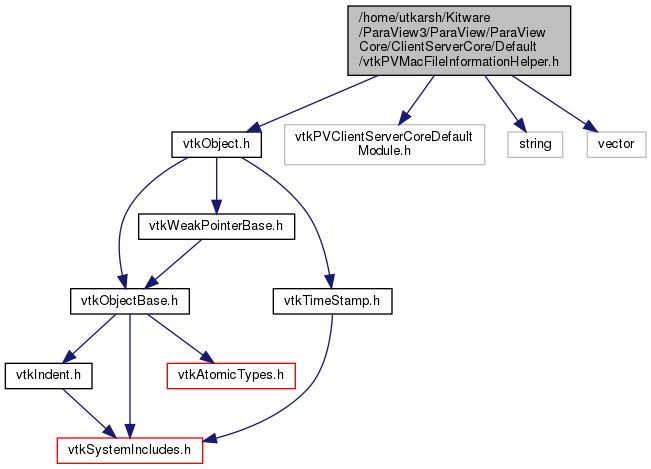 /home/utkarsh/Kitware
/ParaView3/ParaView/ParaView
Core/ClientServerCore/Default
/vtkPVMacFileInformationHelper.h
vtkObject.h
vtkPVClientServerCoreDefault
Module.h
string
vector
vtkWeakPointerBase.h
vtkObjectBase.h
vtkTimeStamp.h
vtkIndent.h
vtkAtomicTypes.h
vtkSystemIncludes.h